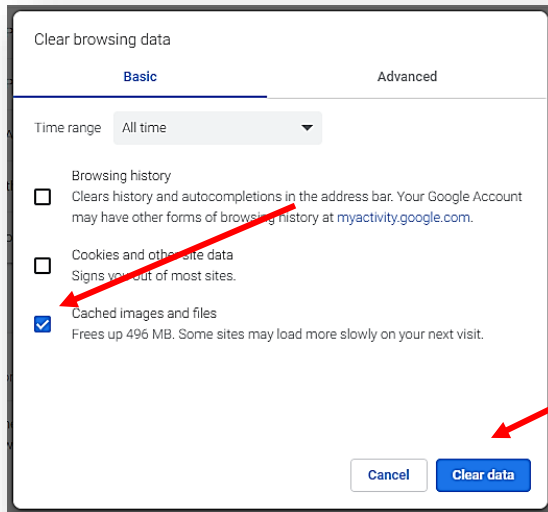 Clear browsing data
Basic
Advanced
Time range
All time
Browsing history
Clears history and autocompletions in the address bar. Your Google Account
may have other forms of browsing history at myactivity.google.com.
Cookies and other site data
Signs you out of most sites.
Cached images and files
Frees up 496 MB. Some sites may load more slowly on your next visit.
Cancel
Clear data